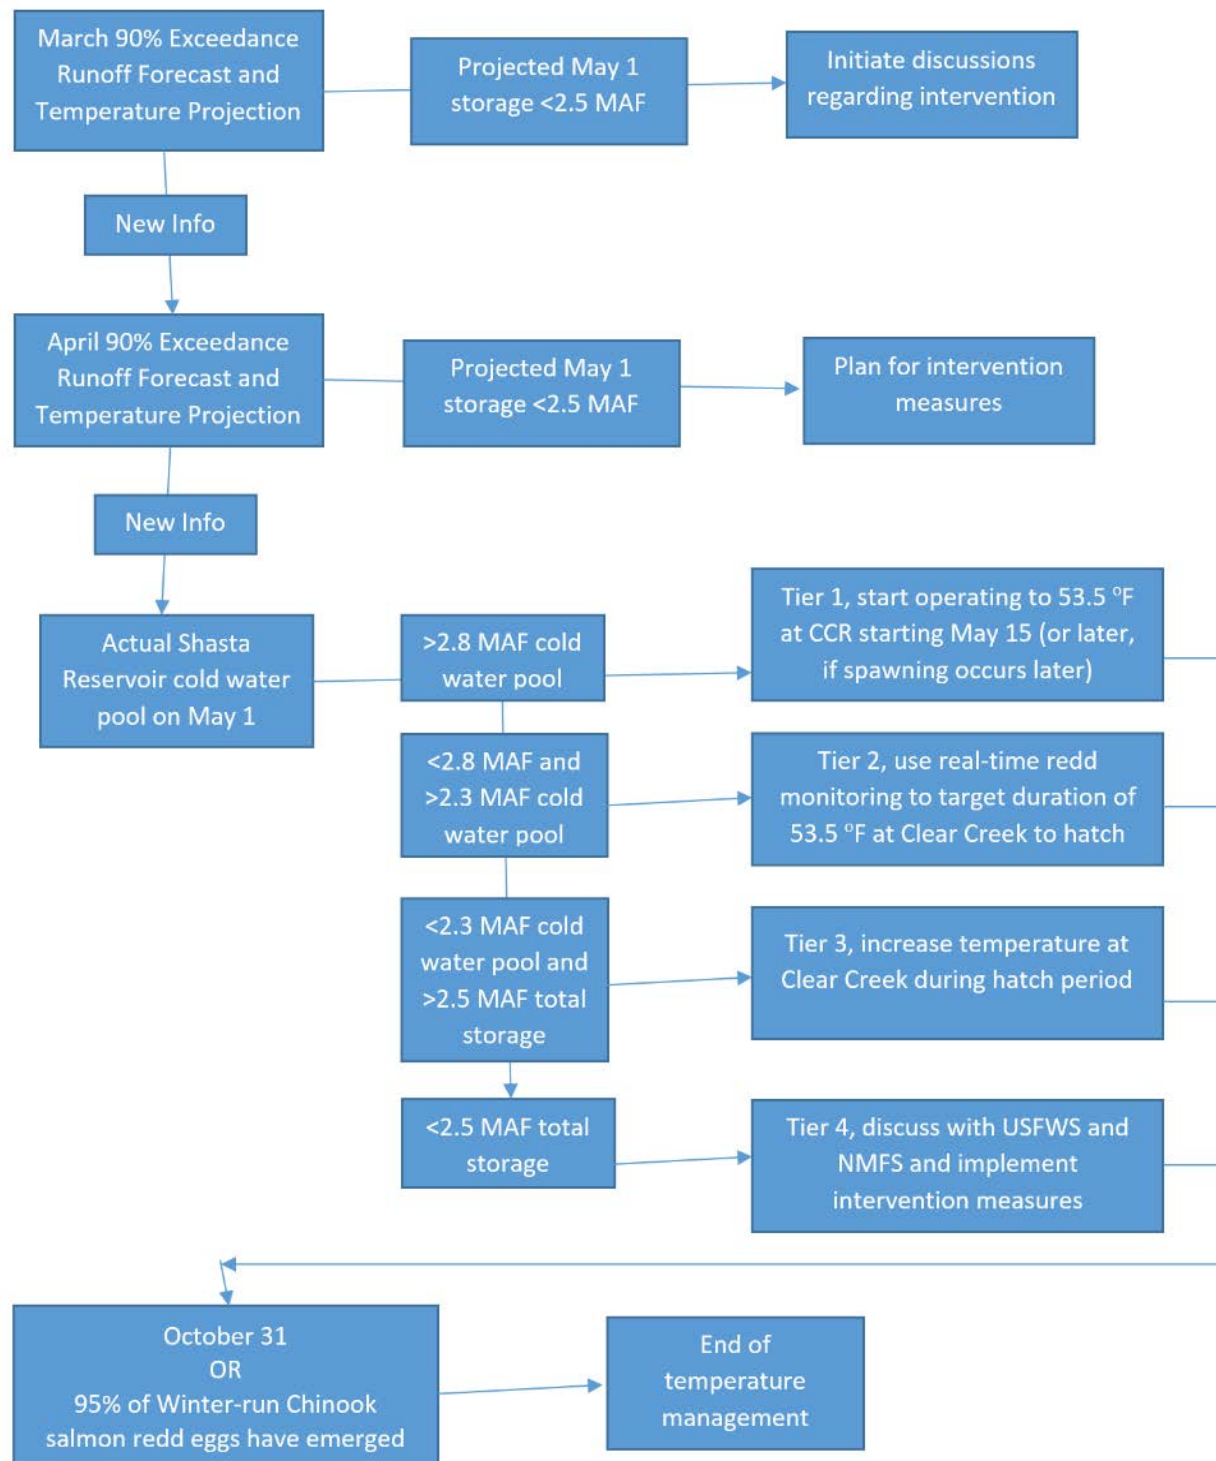 March 90% Exceedance
Runoff Forecast and
Temperature Projection
Projected May 1
storage <2.5 MAF
Initiate discussions
regarding intervention
New Info
April 90% Exceedance
Runoff Forecast and
Temperature Projection
Projected May 1
storage <2.5 MAF
Plan for intervention
measures
New Info
Actual Shasta
Reservoir cold water
pool on May 1
>2.8 MAF cold
water pool
Tier 1, start operating to 53.5 °F
at CCR starting May 15 (or later,
if spawning occurs later)
<2.8 MAF and
>2.3 MAF cold
water pool
Tier 2, use real-time redd
monitoring to target duration of
53.5 °F at Clear Creek to hatch
<2.3 MAF cold
water pool and
>2.5 MAF total
storage
Tier 3, increase temperature at
Clear Creek during hatch period
<2.5 MAF total
storage
Tier 4, discuss with USFWS and
NMFS and implement
intervention measures
October 31
OR
95% of Winter-run Chinook
salmon redd eggs have emerged
End of
temperature
management